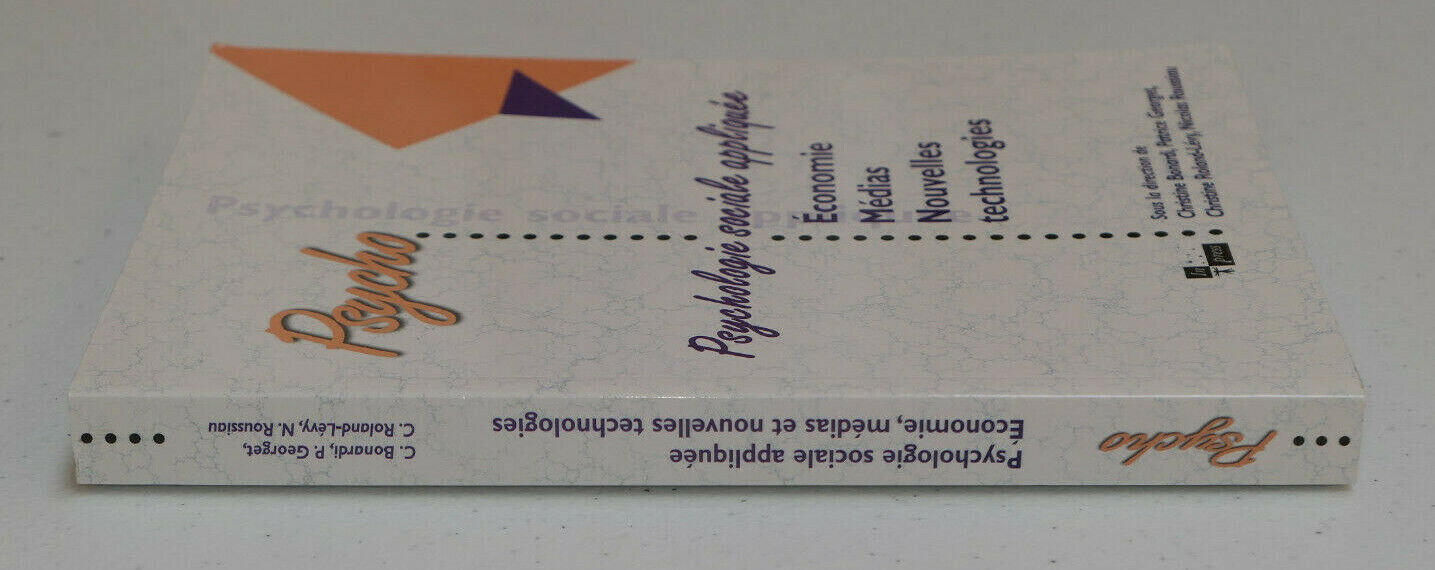 Psycho
Psychologie sociale appliquée
Psychologie sociale appliquée
Économie
Médias
Nouvelles
technologies
Sous la direction de
Christine Bonardi, Patrice Georget,
Christine Roland-Lévy, Nicolas Roussiau
In
press
Psycho
Psychologie sociale appliquée
Économie, médias et nouvelles technologies
C. Bonardi, P. Georget,
C. Roland-Lévy, N. Roussiau